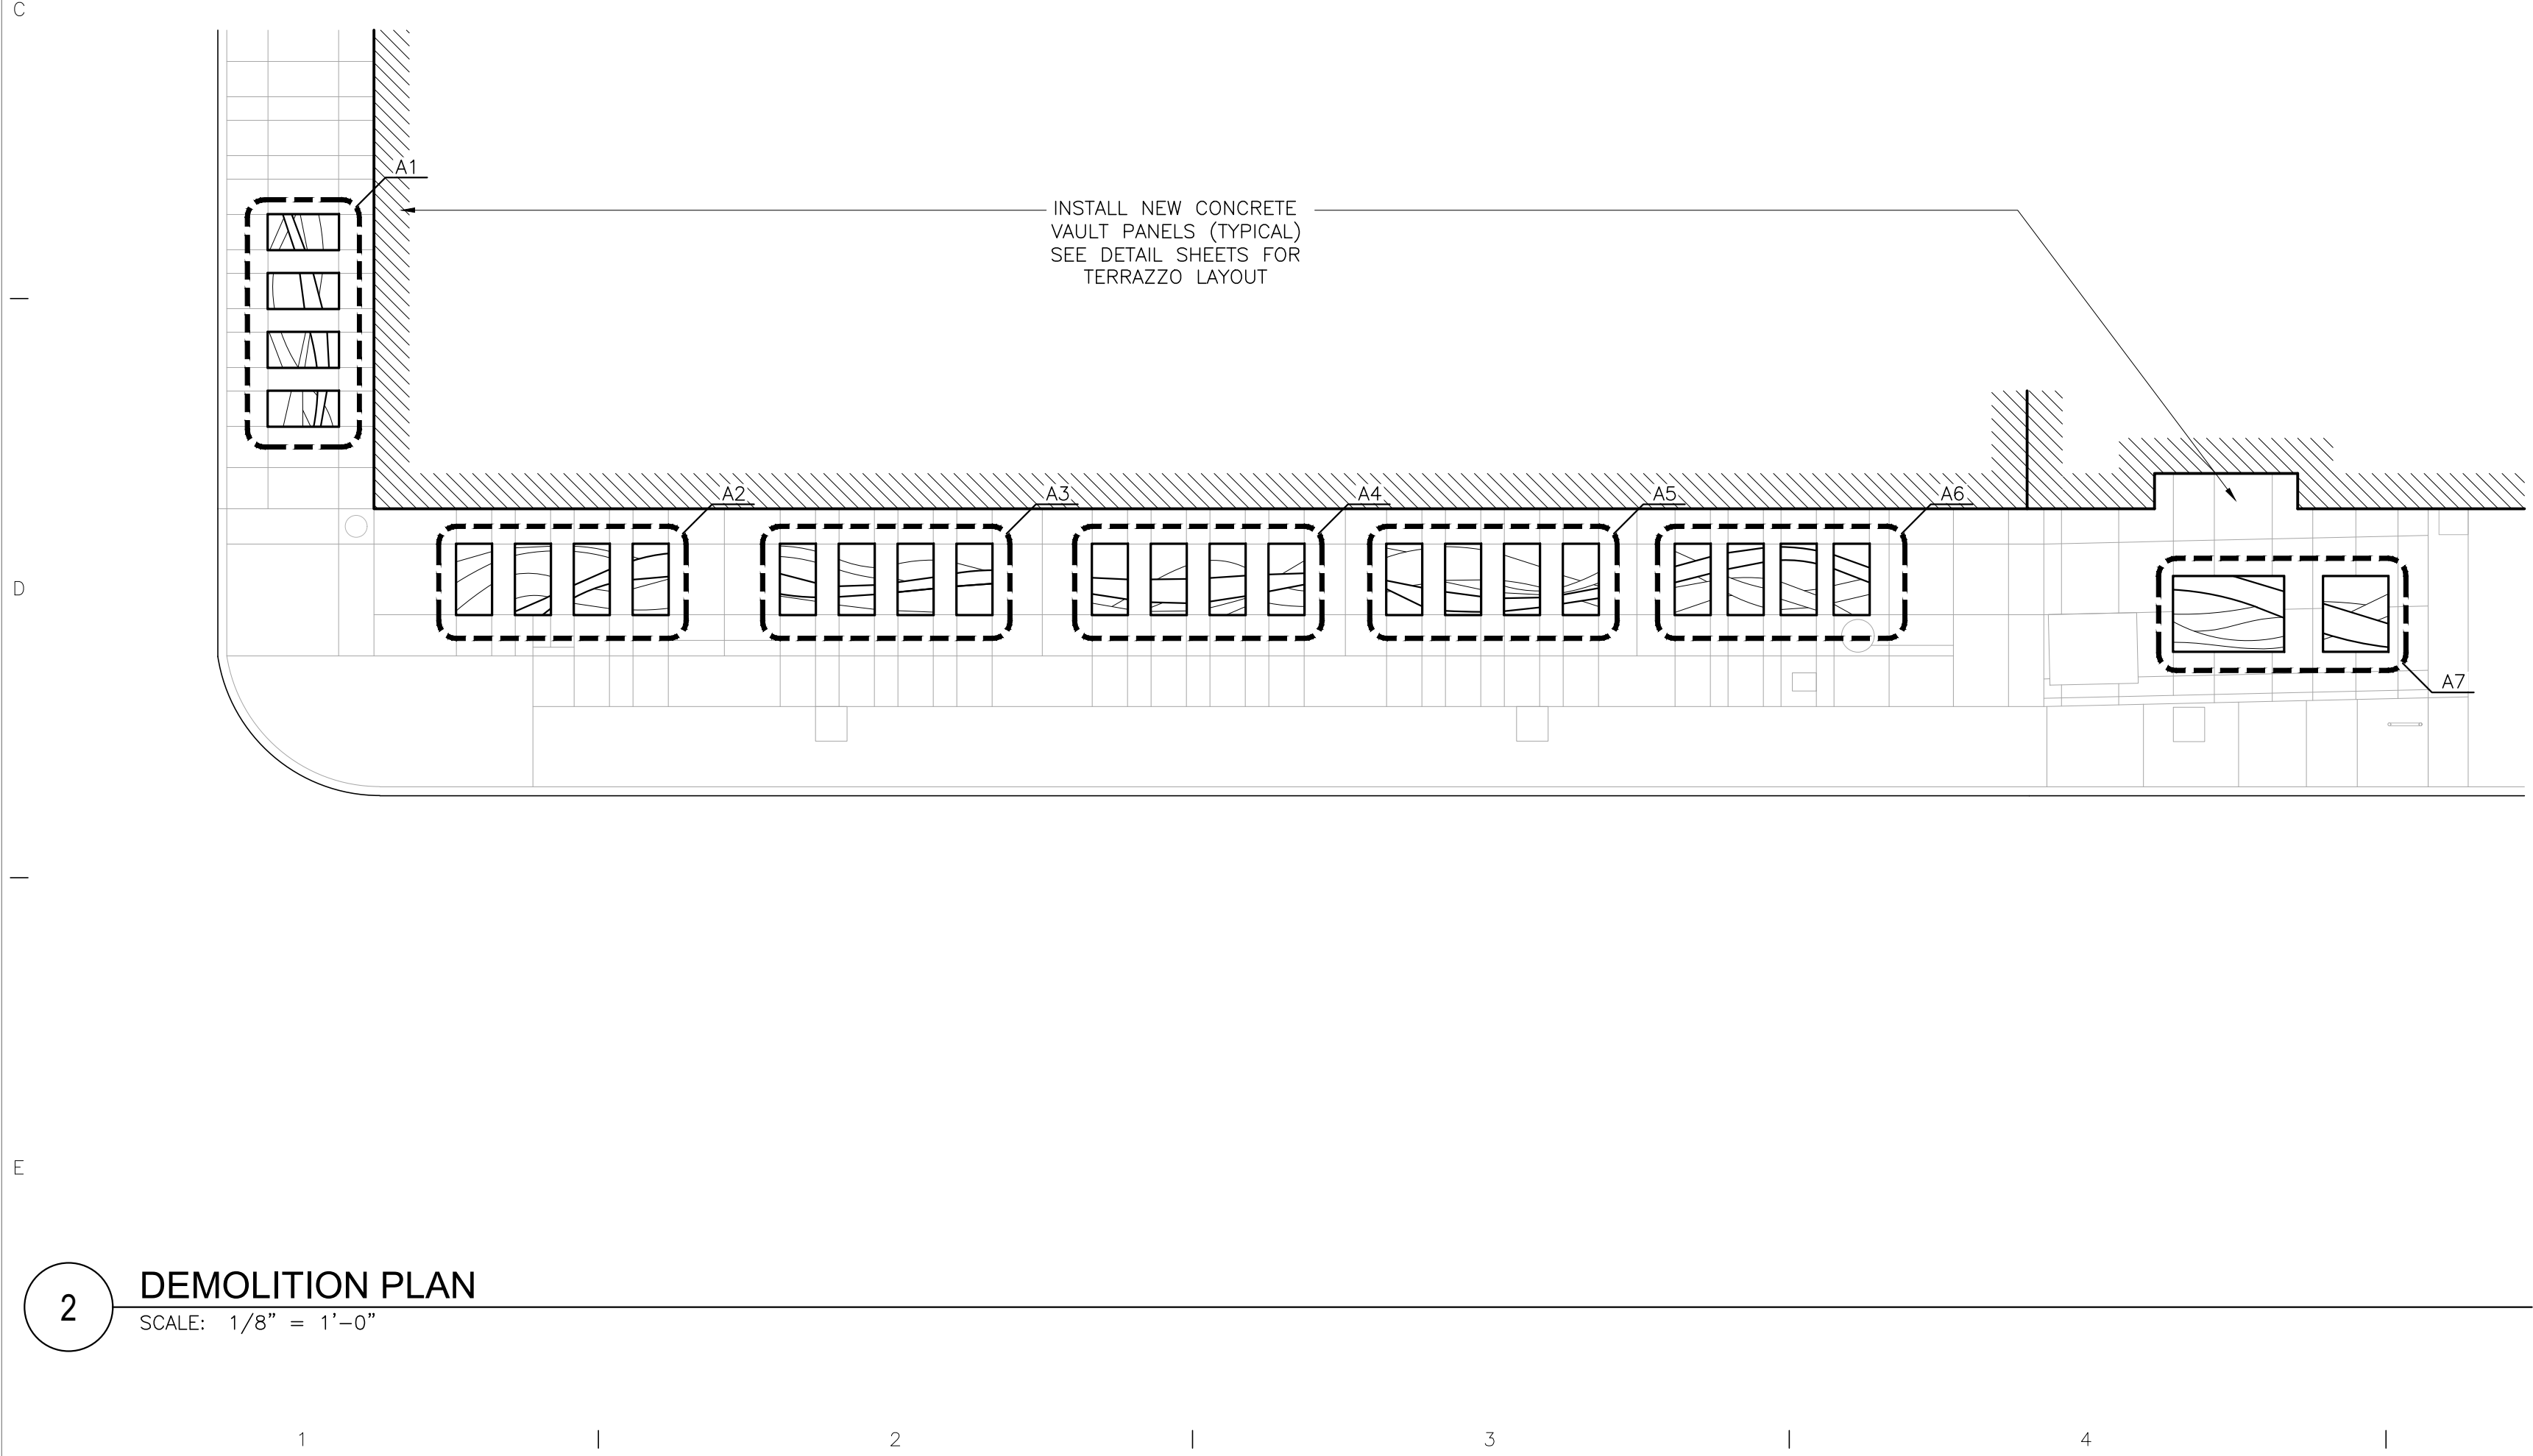 C
A1
INSTALL NEW CONCRETE
VAULT PANELS (TYPICAL)
SEE DETAIL SHEETS FOR
TERRAZZO LAYOUT
A2
A3
A4
A5
A6
D
A7
E
2
DEMOLITION PLAN
SCALE: 1/8" = 1'-0"
1
2
3
4